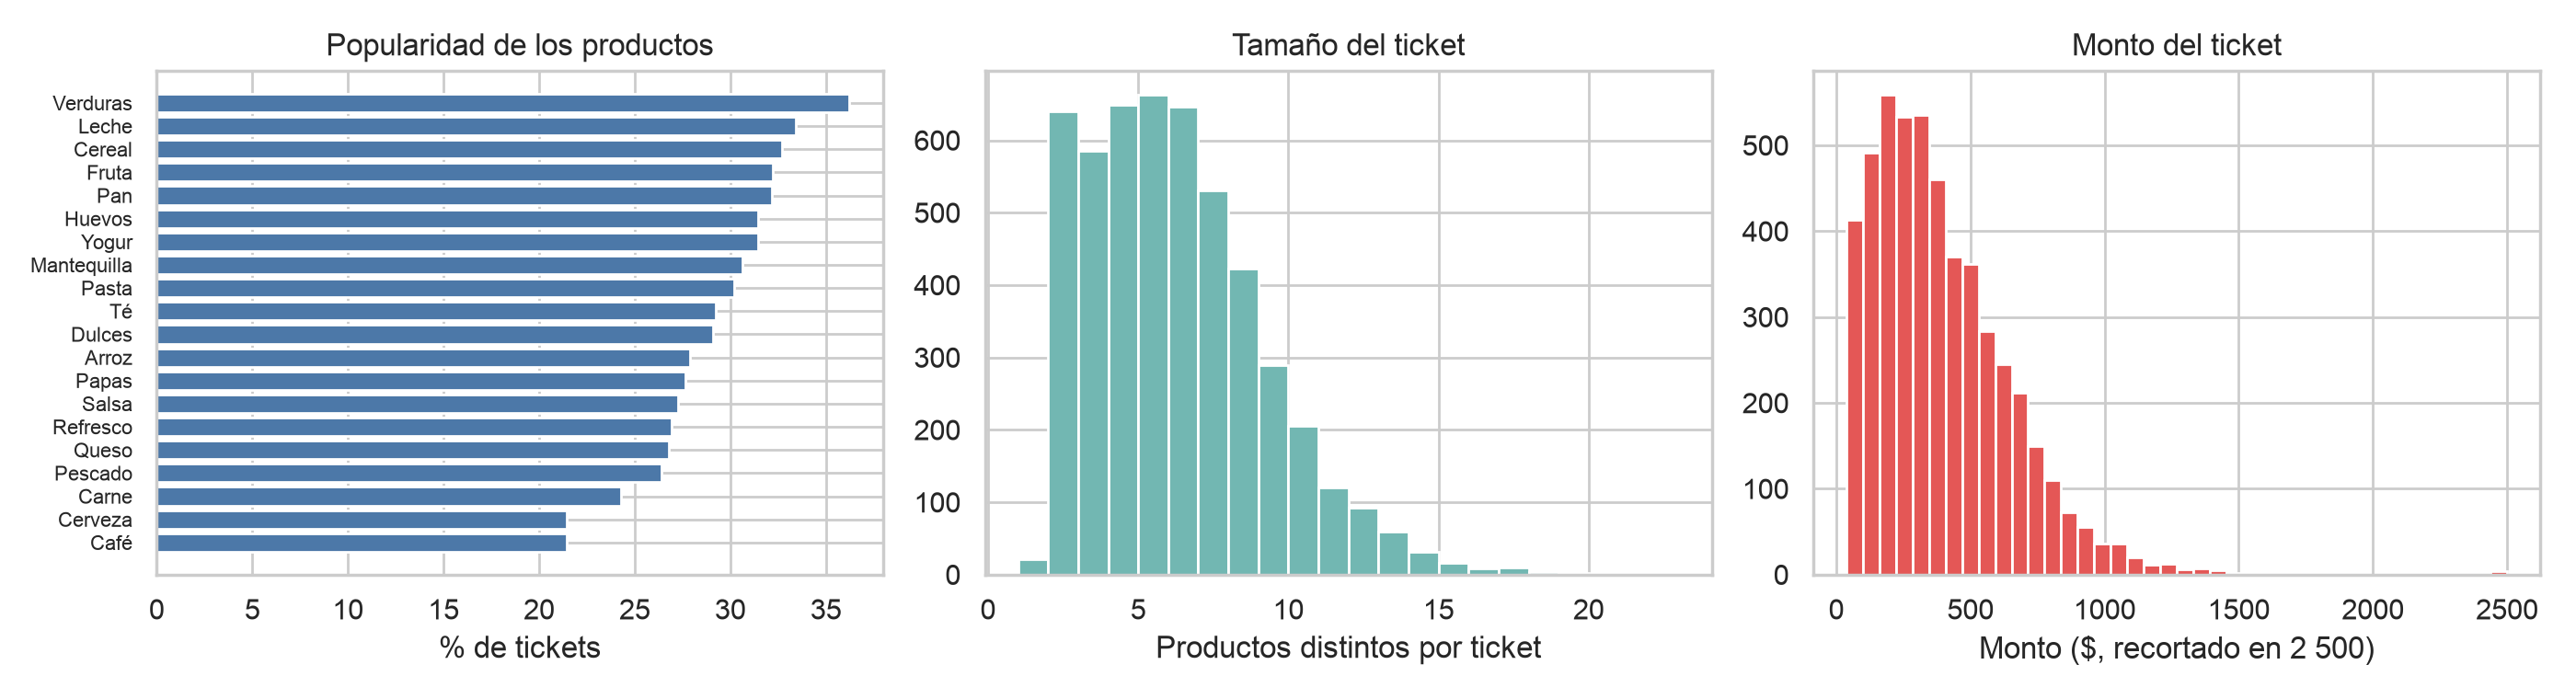 Popularidad de los productos
Verduras
Leche
Cereal
Fruta
Pan
Huevos
Yogur
Mantequilla
Pasta
Té
Dulces
Arroz
Papas
Salsa
Refresco
Queso
Pescado
Carne
Cerveza
Café
0 5 10 15 20 25 30 35
% de tickets
Tamaño del ticket
600
500
400
300
200
100
0
0 5 10 15 20
Productos distintos por ticket
Monto del ticket
500
400
300
200
100
0
0 500 1000 1500 2000 2500
Monto ($, recortado en 2 500)